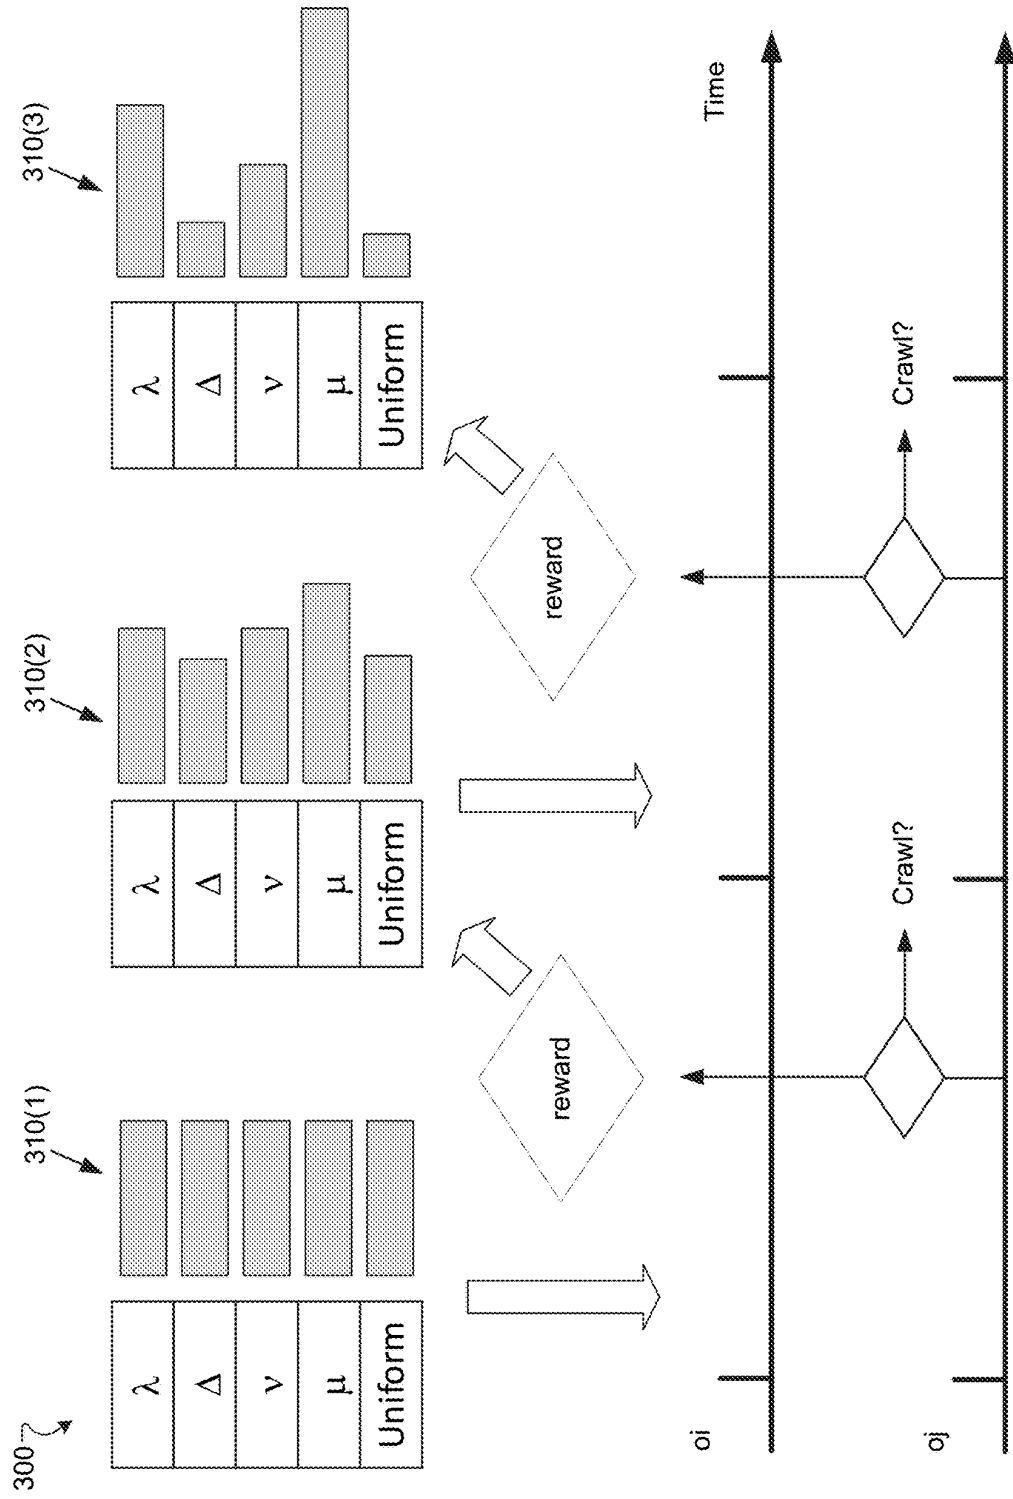 300
310(1)
310(2)
310(3)
λ
Δ
ν
μ
Uniform
λ
Δ
ν
μ
Uniform
λ
Δ
ν
μ
Uniform
reward
reward
oi
Time
Crawl?
Crawl?
oj